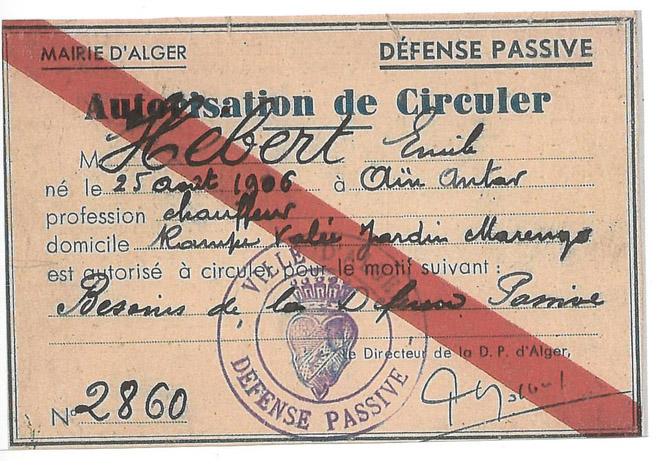 MAIRIE D'ALGER
DÉFENSE PASSIVE
Autorisation de Circuler
M Hébert Emile
né le 25 août 1906 à Aïn
profession chauffeur
domicile Rampe Valée Jardin Marengo
est autorisé à circuler pour le motif suivant :
Besoins de la Défense Passive
Le Directeur de la D. P. d'Alger,
N° 2860
VILLE
DÉFENSE PASSIVE